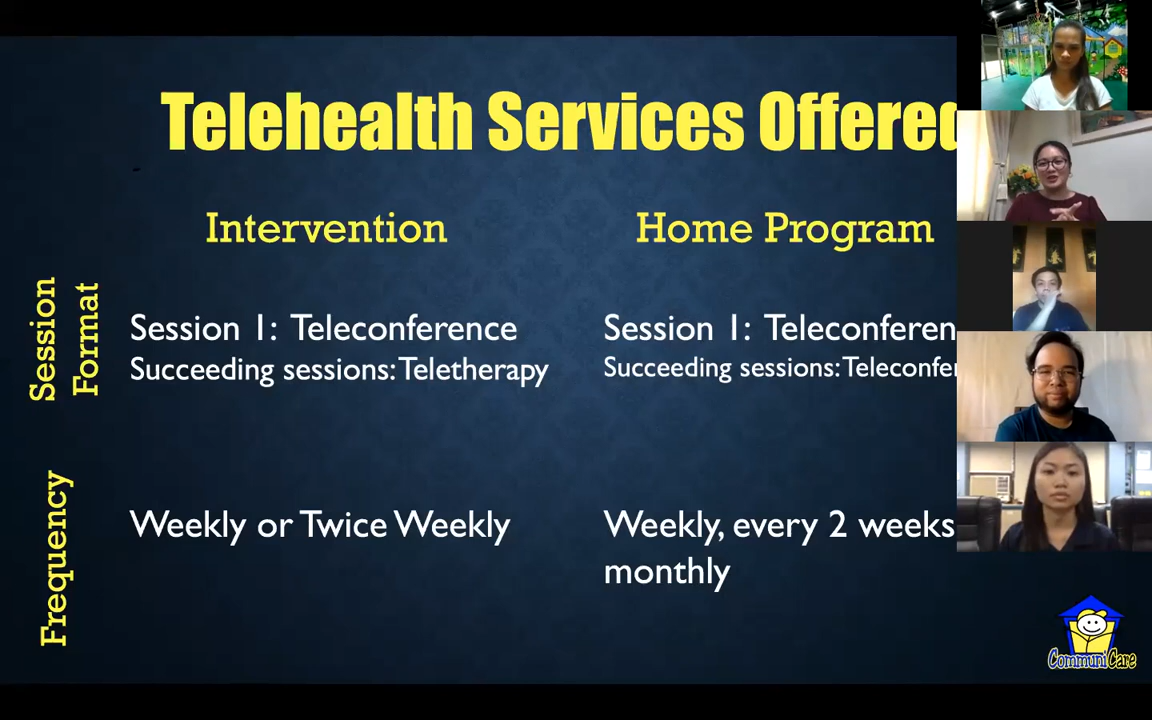 Telehealth Services Offered
Intervention
Home Program
Session
Format
Session 1: Teleconference
Succeeding sessions: Teletherapy
Session 1: Teleconferen
Succeeding sessions: Teleconfer
Frequency
Weekly or Twice Weekly
Weekly, every 2 weeks
monthly
CommuniCare